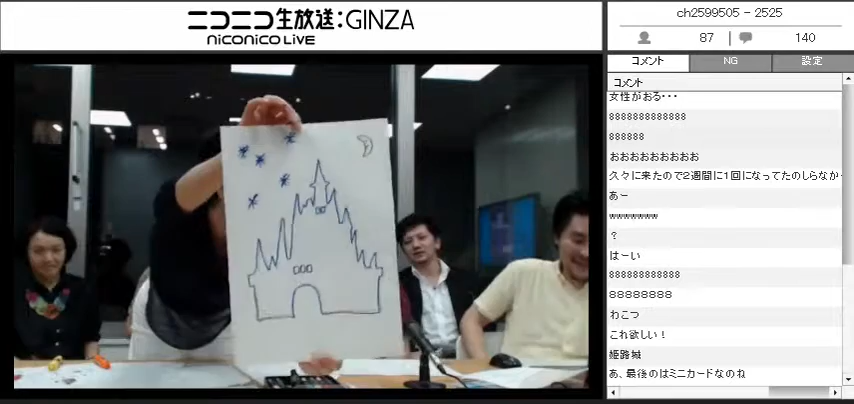 ニコニコ生放送:GINZA
niconico Live
ch2599505 - 2525
87 | 140
コメント NG 設定
コメント
女性がおる・・・
8888888888888
888888
おおおおおおおおお
久々に来たので2週間に1回になってたのしらなか
あー
wwwwwww
?
はーい
888888888888
88888888
わこつ
これ欲しい!
姫路城
あ、最後のはミニカードなのね